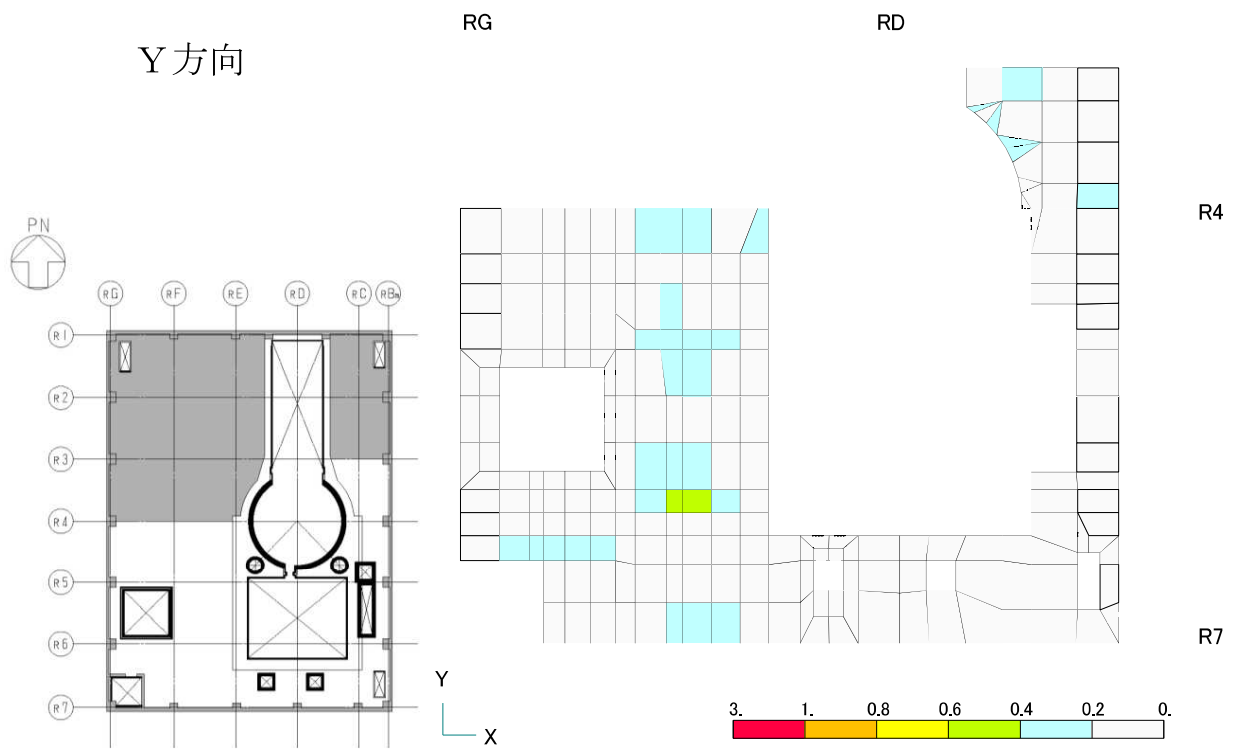 RG RD
Y方向
R4
PN
RG RF RE RD RC RBm
R1
R2
R3
R4
R5
R6
R7
R7
Y
X
3. 1. 0.8 0.6 0.4 0.2 0.